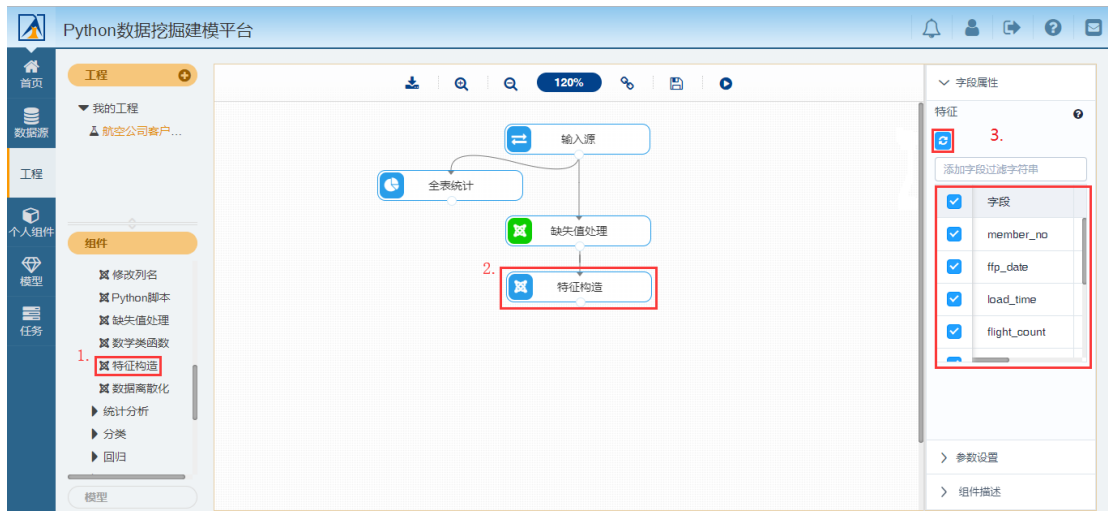 Python数据挖掘建模平台
首页
数据源
工程
个人组件
模型
任务
工程
我的工程
航空公司客户...
组件
修改列名
Python脚本
缺失值处理
数学类函数
1.
特征构造
数据离散化
统计分析
分类
回归
模型
120%
输入源
全表统计
缺失值处理
2.
特征构造
字段属性
特征
3.
添加字段过滤字符串
字段
member_no
ffp_date
load_time
flight_count
参数设置
组件描述